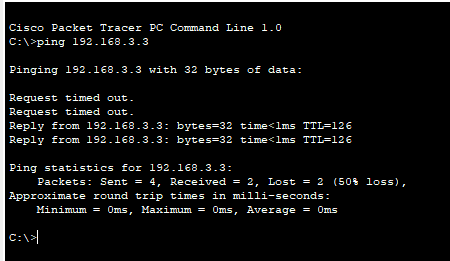 Cisco Packet Tracer PC Command Line 1.0
C:\>ping 192.168.3.3
Pinging 192.168.3.3 with 32 bytes of data:
Request timed out.
Request timed out.
Reply from 192.168.3.3: bytes=32 time<1ms TTL=126
Reply from 192.168.3.3: bytes=32 time<1ms TTL=126
Ping statistics for 192.168.3.3:
    Packets: Sent = 4, Received = 2, Lost = 2 (50% loss),
Approximate round trip times in milli-seconds:
    Minimum = 0ms, Maximum = 0ms, Average = 0ms
C:\>